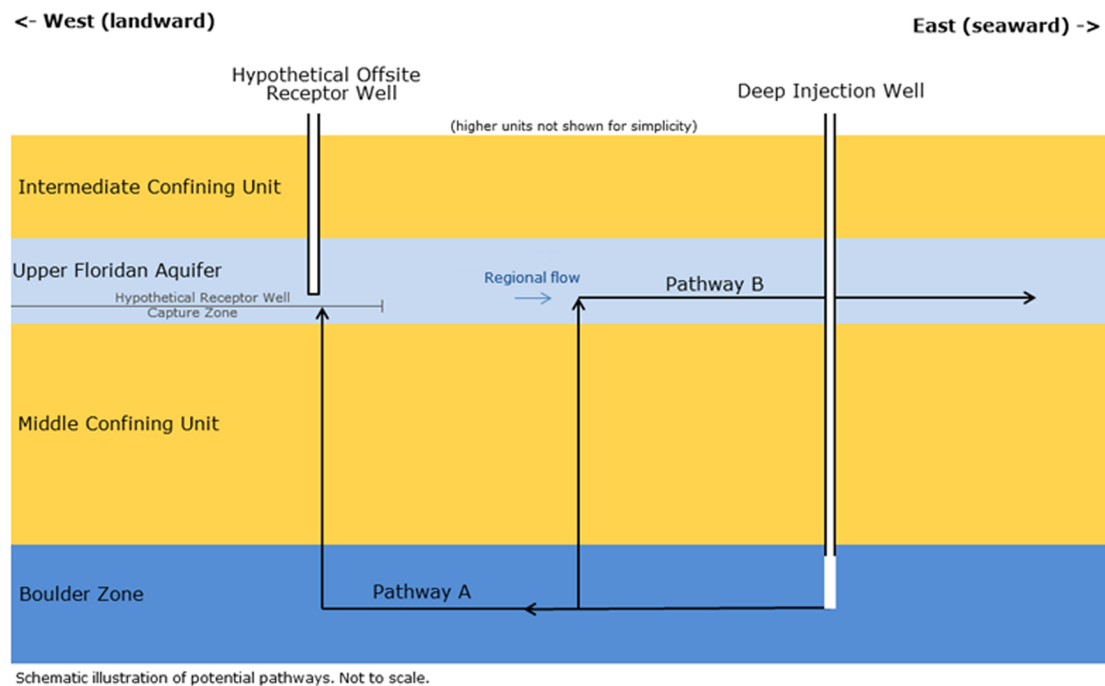 <- West (landward)
East (seaward) ->
Hypothetical Offsite
Receptor Well
Deep Injection Well
(higher units not shown for simplicity)
Intermediate Confining Unit
Upper Floridan Aquifer
Regional flow
Pathway B
Hypothetical Receptor Well
Capture Zone
Middle Confining Unit
Pathway A
Boulder Zone
Schematic illustration of potential pathways. Not to scale.